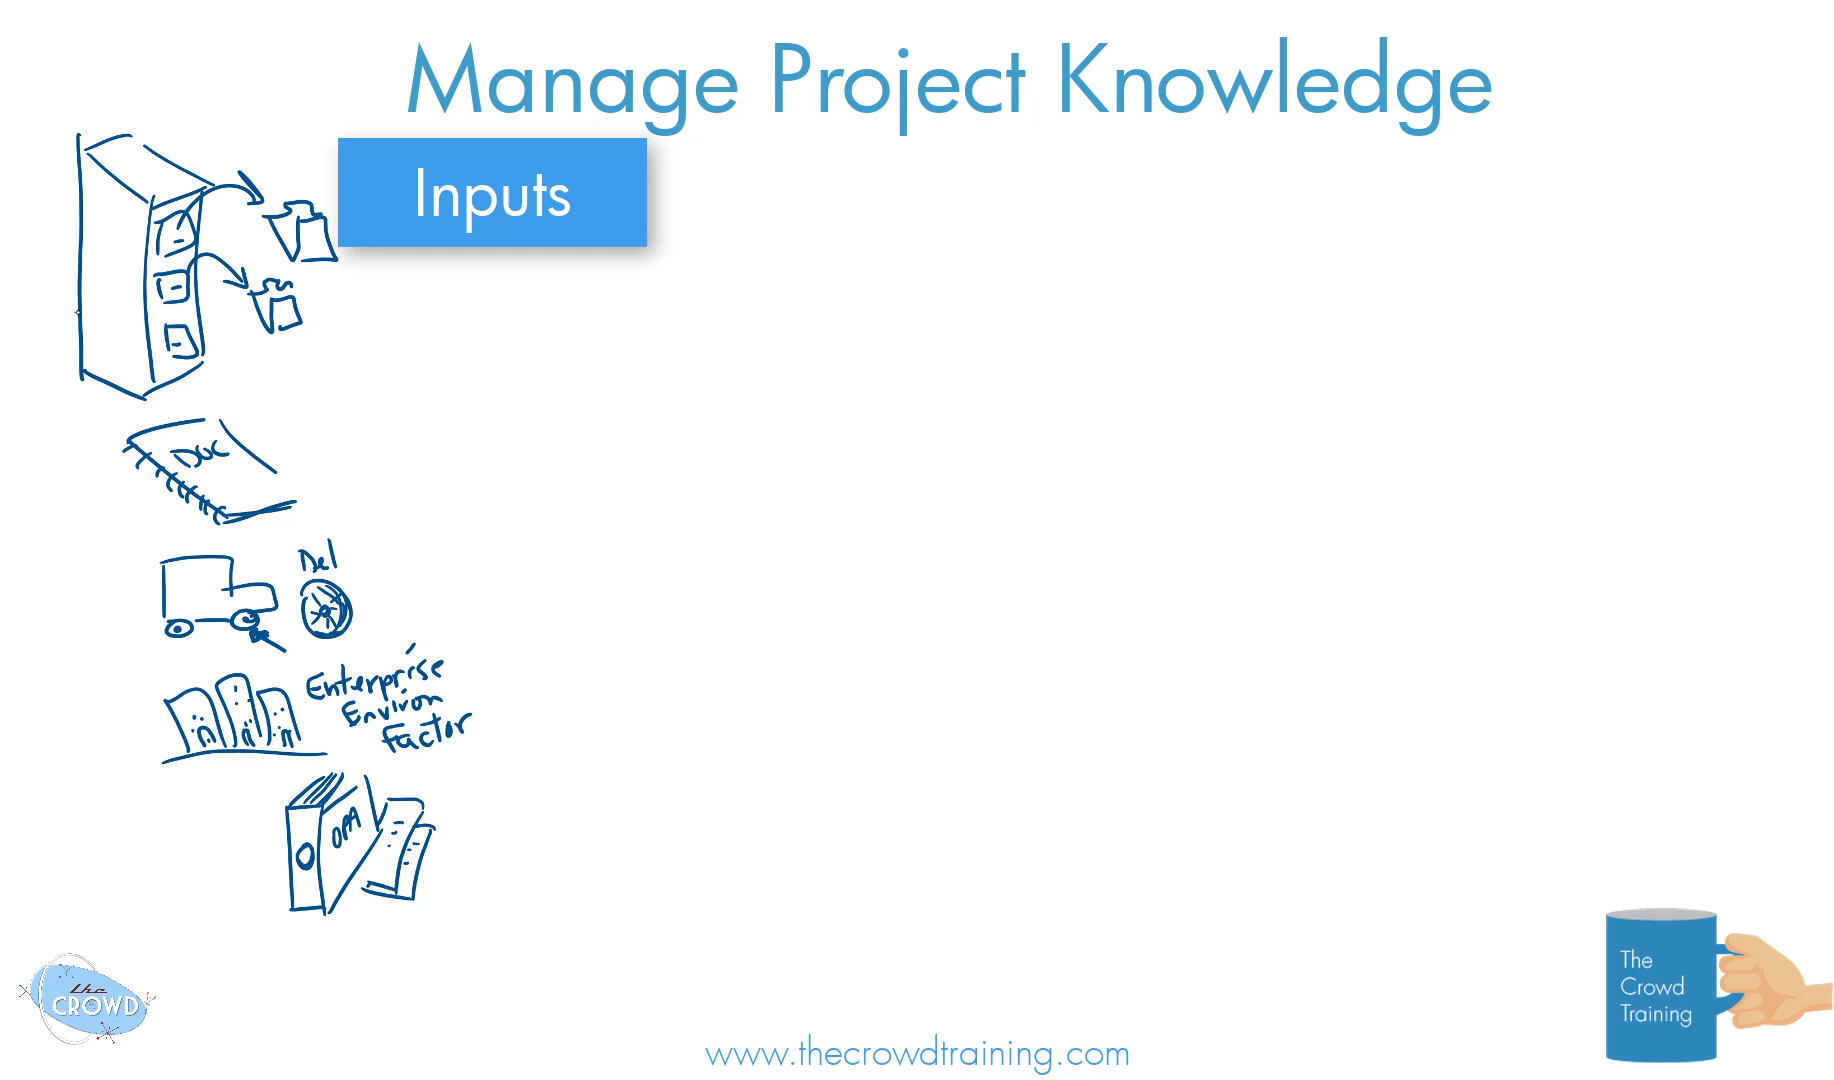 Manage Project Knowledge
Inputs
DOC
Del
Enterprise
Environ
Factor
OPA
the
CROWD
The
Crowd
Training
www.thecrowdtraining.com